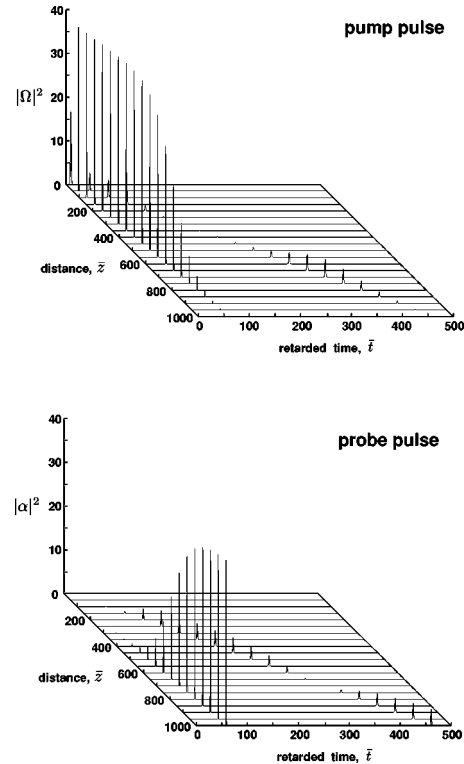 40
pump pulse
30
|Ω|²
20
10
0
200
400
distance, z̄
600
800
1000
0 100 200 300 400 500
retarded time, t̄
40
probe pulse
30
|α|²
20
10
0
200
400
distance, z̄
600
800
1000
0 100 200 300 400 500
retarded time, t̄